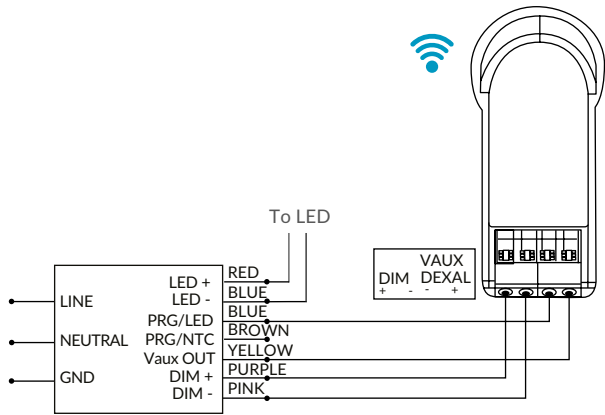 To LED
VAUX
DIM DEXAL
+ - - +
LINE
NEUTRAL
GND
LED + RED
LED - BLUE
PRG/LED BLUE
PRG/NTC BROWN
Vaux OUT YELLOW
DIM + PURPLE
DIM - PINK